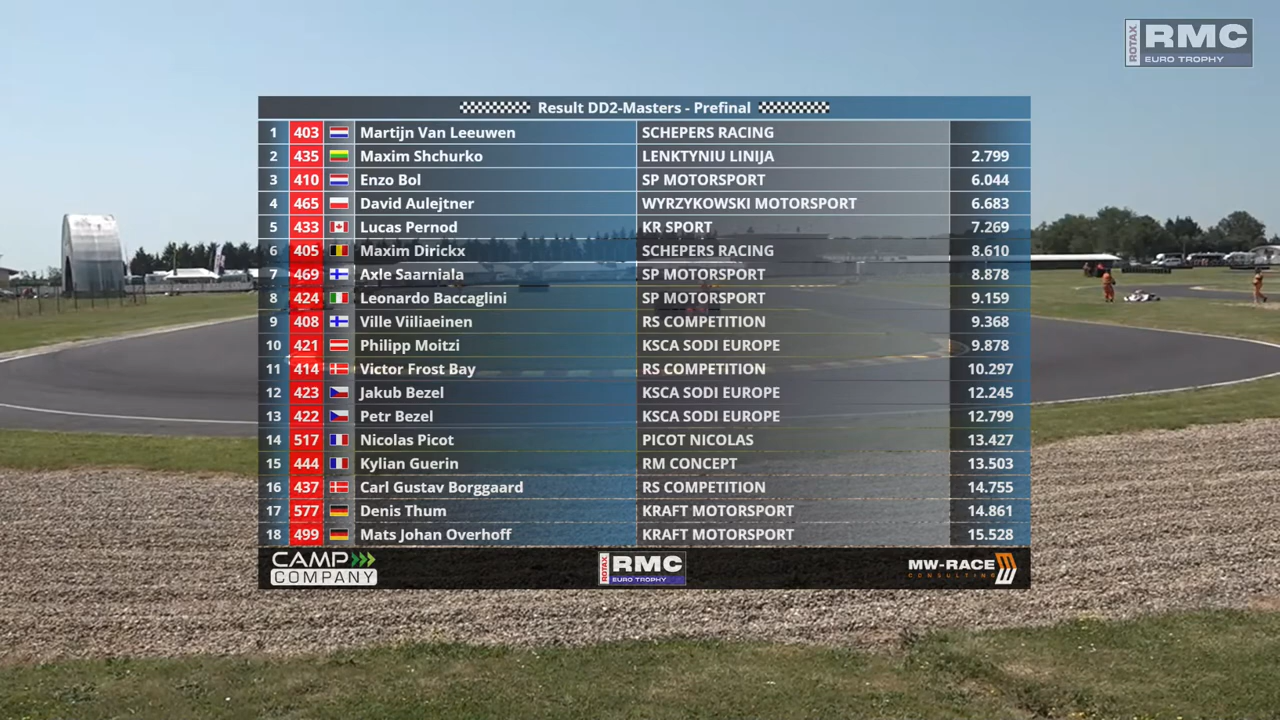 ROTAX RMC
EURO TROPHY
Result DD2-Masters - Prefinal
1 403 Martijn Van Leeuwen SCHEPERS RACING
2 435 Maxim Shchurko LENKTYNIU LINIJA 2.799
3 410 Enzo Bol SP MOTORSPORT 6.044
4 465 David Aulejtner WYRZYKOWSKI MOTORSPORT 6.683
5 433 Lucas Pernod KR SPORT 7.269
6 405 Maxim Dirickx SCHEPERS RACING 8.610
7 469 Axle Saarniala SP MOTORSPORT 8.878
8 424 Leonardo Baccaglini SP MOTORSPORT 9.159
9 408 Ville Viiliaeinen RS COMPETITION 9.368
10 421 Philipp Moitzi KSCA SODI EUROPE 9.878
11 414 Victor Frost Bay RS COMPETITION 10.297
12 423 Jakub Bezel KSCA SODI EUROPE 12.245
13 422 Petr Bezel KSCA SODI EUROPE 12.799
14 517 Nicolas Picot PICOT NICOLAS 13.427
15 444 Kylian Guerin RM CONCEPT 13.503
16 437 Carl Gustav Borggaard RS COMPETITION 14.755
17 577 Denis Thum KRAFT MOTORSPORT 14.861
18 499 Mats Johan Overhoff KRAFT MOTORSPORT 15.528
CAMP COMPANY
ROTAX RMC
EURO TROPHY
MW-RACE
CONSULTING